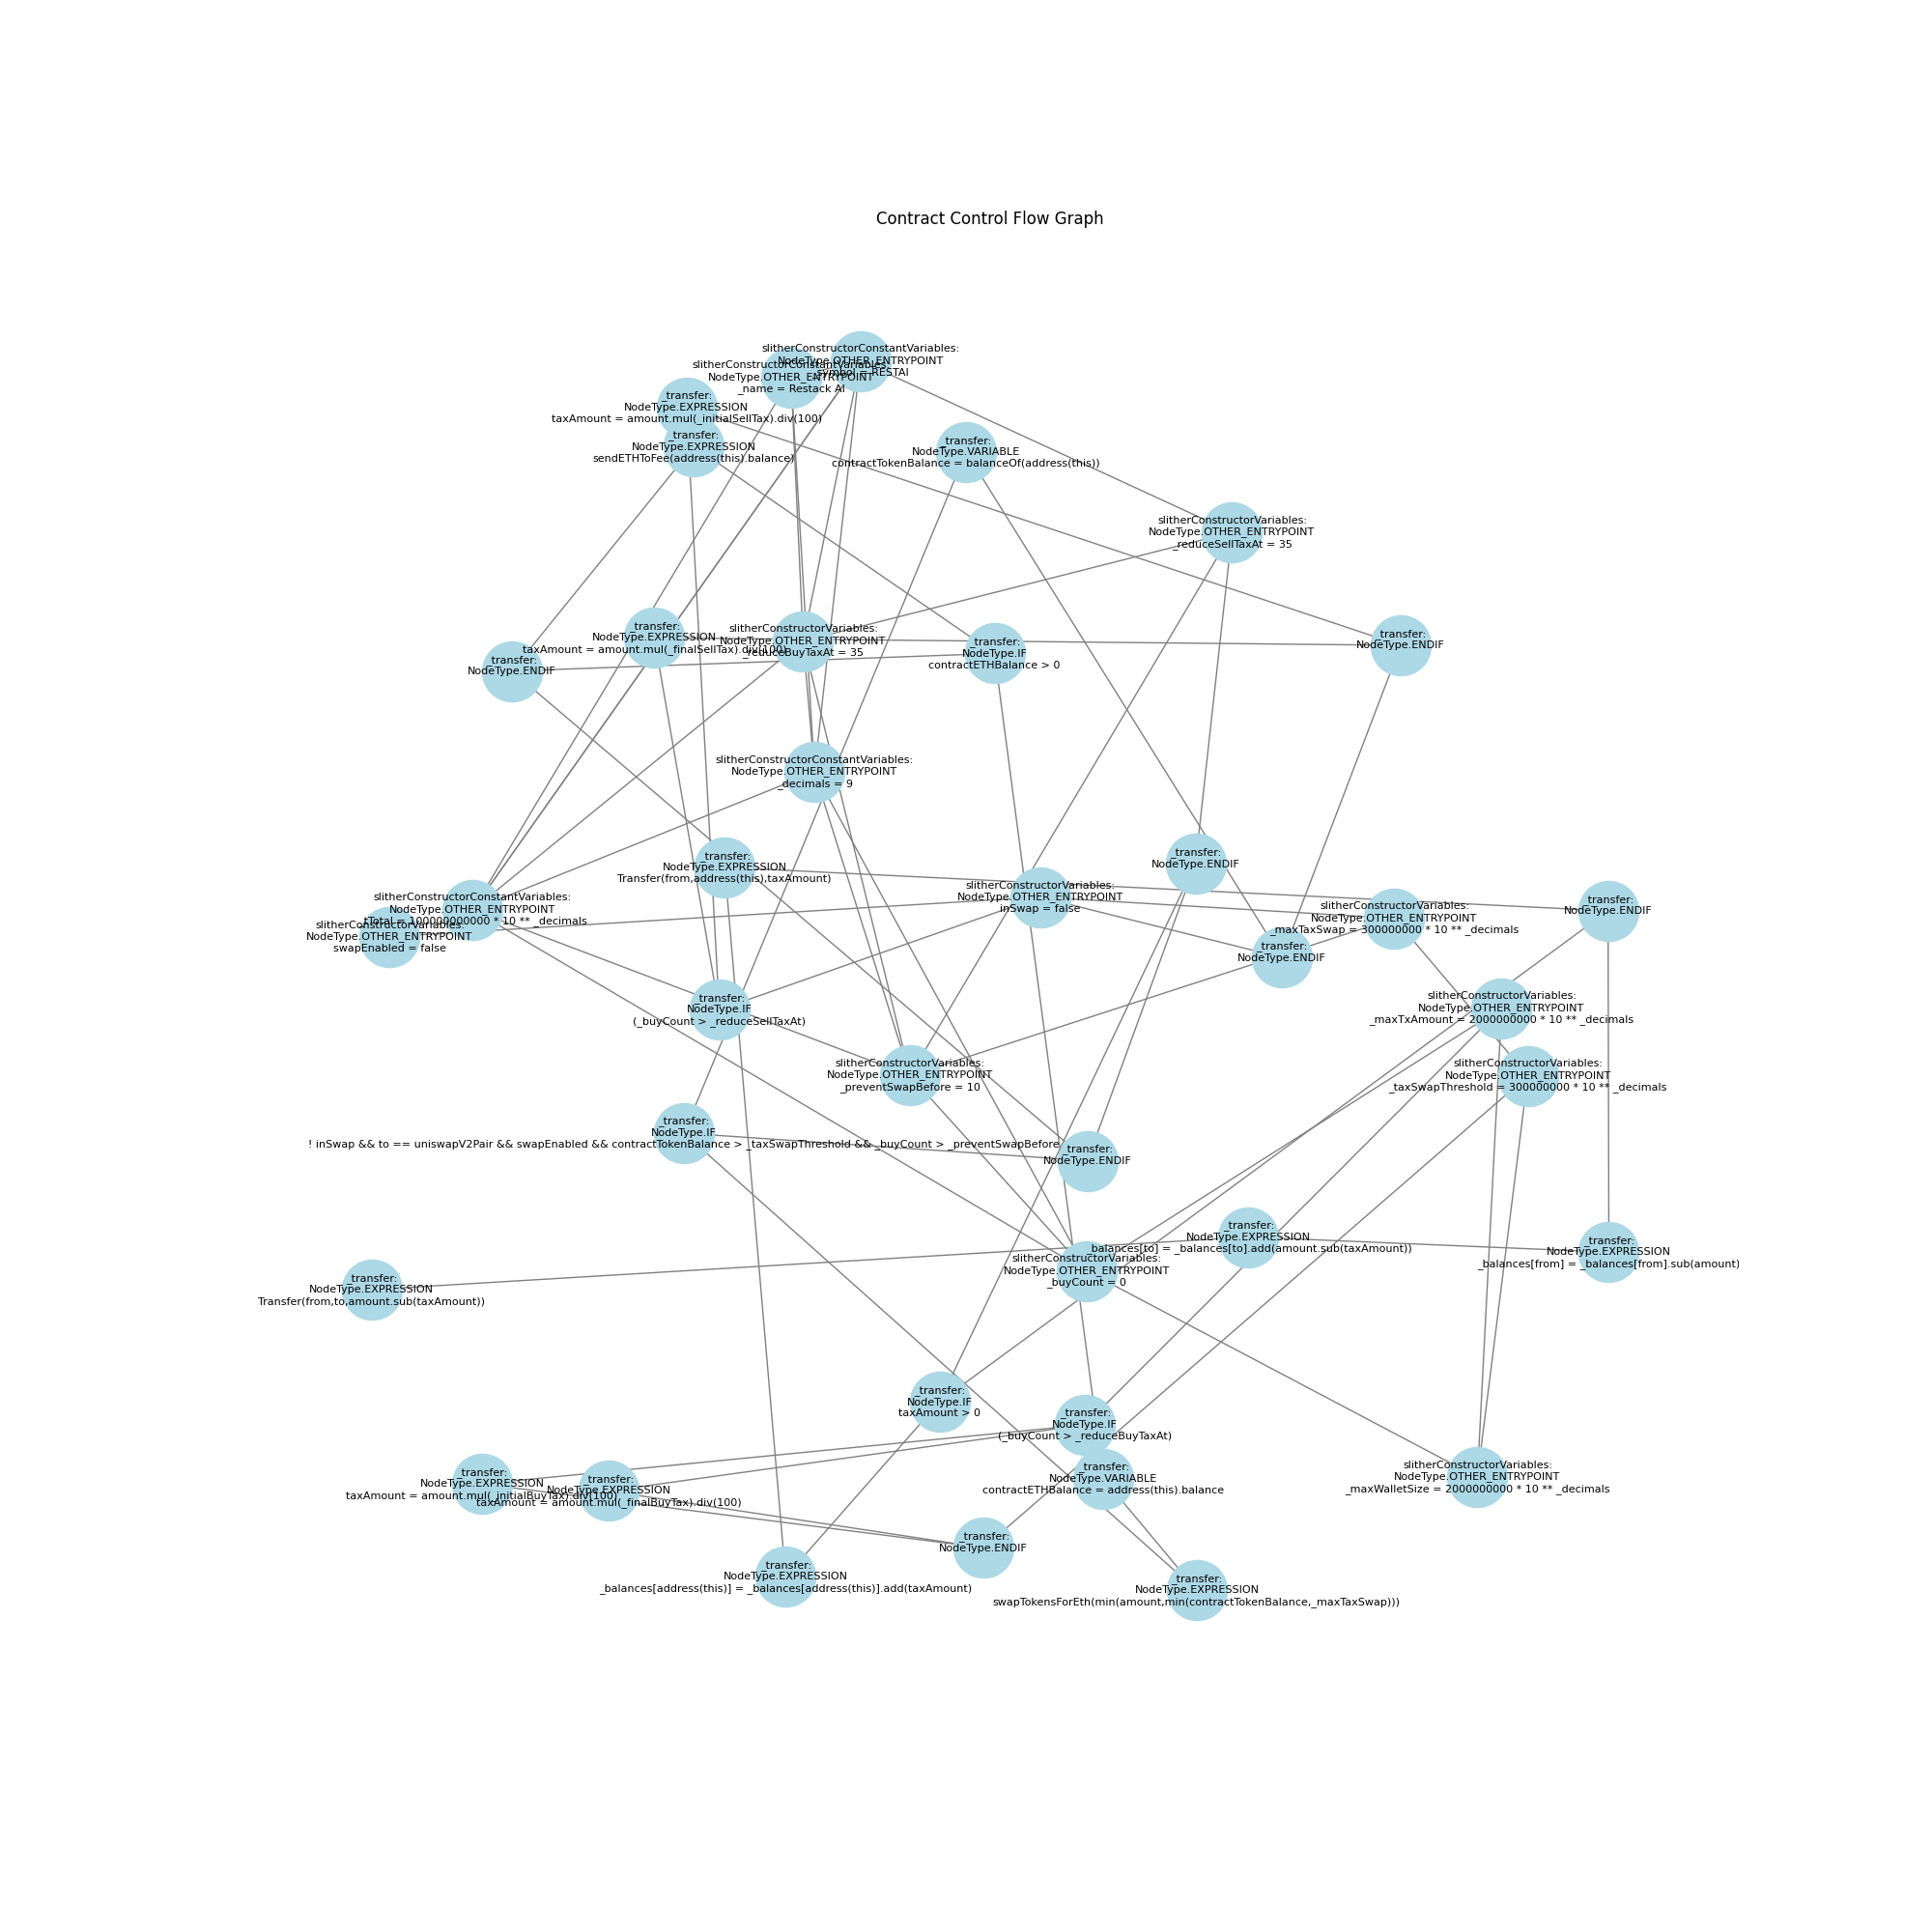 Contract Control Flow Graph
slitherConstructorConstantVariables:
NodeType.OTHER_ENTRYPOINT
_symbol = RESTAI
slitherConstructorConstantVariables:
NodeType.OTHER_ENTRYPOINT
_name = Restack AI
_transfer:
NodeType.EXPRESSION
taxAmount = amount.mul(_initialSellTax).div(100)
_transfer:
NodeType.EXPRESSION
sendETHToFee(address(this).balance)
_transfer:
NodeType.VARIABLE
contractTokenBalance = balanceOf(address(this))
slitherConstructorVariables:
NodeType.OTHER_ENTRYPOINT
_reduceSellTaxAt = 35
_transfer:
NodeType.EXPRESSION
taxAmount = amount.mul(_finalSellTax).div(100)
slitherConstructorVariables:
NodeType.OTHER_ENTRYPOINT
_reduceBuyTaxAt = 35
_transfer:
NodeType.IF
contractETHBalance > 0
_transfer:
NodeType.ENDIF
_transfer:
NodeType.ENDIF
slitherConstructorConstantVariables:
NodeType.OTHER_ENTRYPOINT
_decimals = 9
_transfer:
NodeType.EXPRESSION
Transfer(from,address(this),taxAmount)
_transfer:
NodeType.ENDIF
slitherConstructorConstantVariables:
NodeType.OTHER_ENTRYPOINT
_tTotal = 100000000000 * 10 ** _decimals
slitherConstructorVariables:
NodeType.OTHER_ENTRYPOINT
swapEnabled = false
slitherConstructorVariables:
NodeType.OTHER_ENTRYPOINT
inSwap = false
slitherConstructorVariables:
NodeType.OTHER_ENTRYPOINT
_maxTaxSwap = 300000000 * 10 ** _decimals
_transfer:
NodeType.ENDIF
_transfer:
NodeType.ENDIF
_transfer:
NodeType.IF
(_buyCount > _reduceSellTaxAt)
slitherConstructorVariables:
NodeType.OTHER_ENTRYPOINT
_maxTxAmount = 2000000000 * 10 ** _decimals
slitherConstructorVariables:
NodeType.OTHER_ENTRYPOINT
_preventSwapBefore = 10
slitherConstructorVariables:
NodeType.OTHER_ENTRYPOINT
_taxSwapThreshold = 300000000 * 10 ** _decimals
_transfer:
NodeType.IF
! inSwap && to == uniswapV2Pair && swapEnabled && contractTokenBalance > _taxSwapThreshold && _buyCount > _preventSwapBefore
_transfer:
NodeType.ENDIF
_transfer:
NodeType.EXPRESSION
_balances[to] = _balances[to].add(amount.sub(taxAmount))
_transfer:
NodeType.EXPRESSION
_balances[from] = _balances[from].sub(amount)
slitherConstructorVariables:
NodeType.OTHER_ENTRYPOINT
_buyCount = 0
_transfer:
NodeType.EXPRESSION
Transfer(from,to,amount.sub(taxAmount))
_transfer:
NodeType.IF
taxAmount > 0
_transfer:
NodeType.IF
(_buyCount > _reduceBuyTaxAt)
_transfer:
NodeType.EXPRESSION
taxAmount = amount.mul(_initialBuyTax).div(100)
_transfer:
NodeType.EXPRESSION
taxAmount = amount.mul(_finalBuyTax).div(100)
_transfer:
NodeType.VARIABLE
contractETHBalance = address(this).balance
slitherConstructorVariables:
NodeType.OTHER_ENTRYPOINT
_maxWalletSize = 2000000000 * 10 ** _decimals
_transfer:
NodeType.ENDIF
_transfer:
NodeType.EXPRESSION
_balances[address(this)] = _balances[address(this)].add(taxAmount)
_transfer:
NodeType.EXPRESSION
swapTokensForEth(min(amount,min(contractTokenBalance,_maxTaxSwap)))